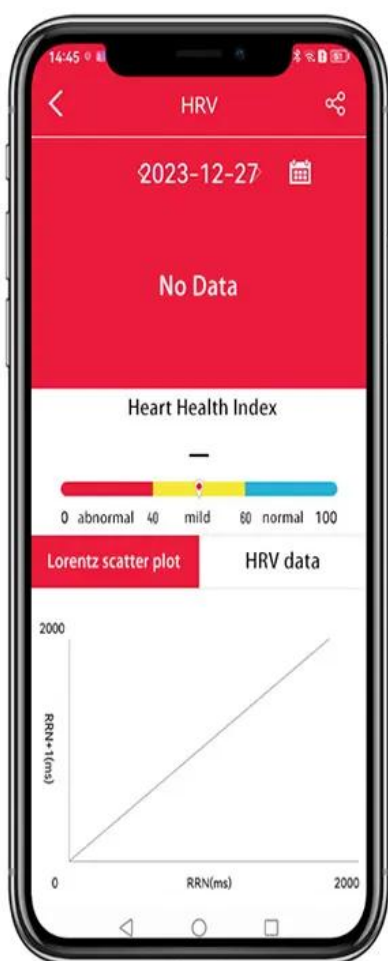 14:45
HRV
2023-12-27
No Data
Heart Health Index
—
0 abnormal 40 mild 60 normal 100
Lorentz scatter plot HRV data
2000
RRN+1(ms)
0 RRN(ms) 2000